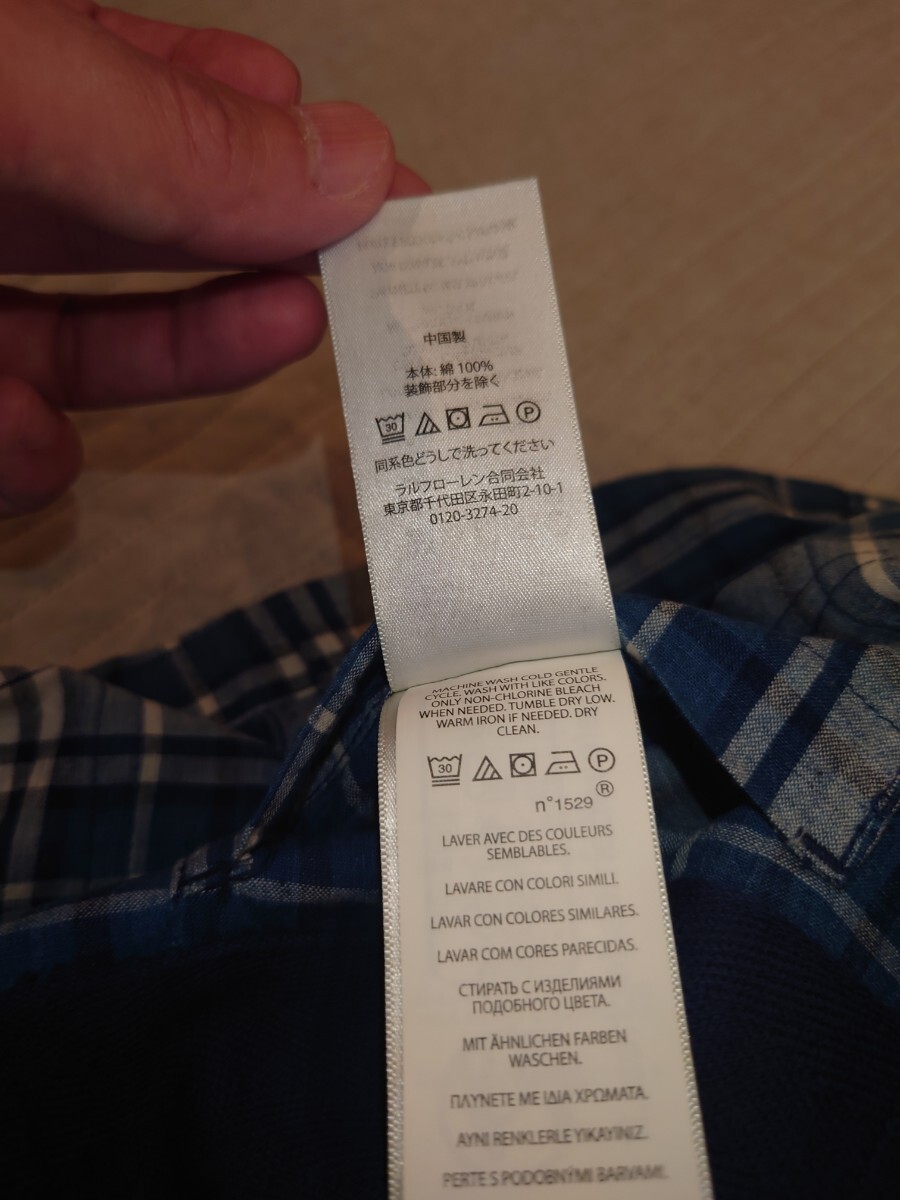 中国製
本体: 綿 100%
装飾部分を除く
30
P
同系色どうしで洗ってください
ラルフローレン合同会社
東京都千代田区永田町2-10-1
0120-3274-20
MACHINE WASH COLD GENTLE
CYCLE, WASH WITH LIKE COLORS.
ONLY NON-CHLORINE BLEACH
WHEN NEEDED. TUMBLE DRY LOW.
WARM IRON IF NEEDED. DRY
CLEAN.
30
P
n°1529®
LAVER AVEC DES COULEURS
SEMBLABLES.
LAVARE CON COLORI SIMILI.
LAVAR CON COLORES SIMILARES.
LAVAR COM CORES PARECIDAS.
СТИРАТЬ С ИЗДЕЛИЯМИ
ПОДОБНОГО ЦВЕТА.
MIT ÄHNLICHEN FARBEN
WASCHEN.
ΠΛΥΝΕΤΕ ΜΕ ΙΔΙΑ ΧΡΩΜΑΤΑ.
AYNI RENKLERLE YIKAYINIZ.
PERTE S PODOBNÝMI BARVAMI.